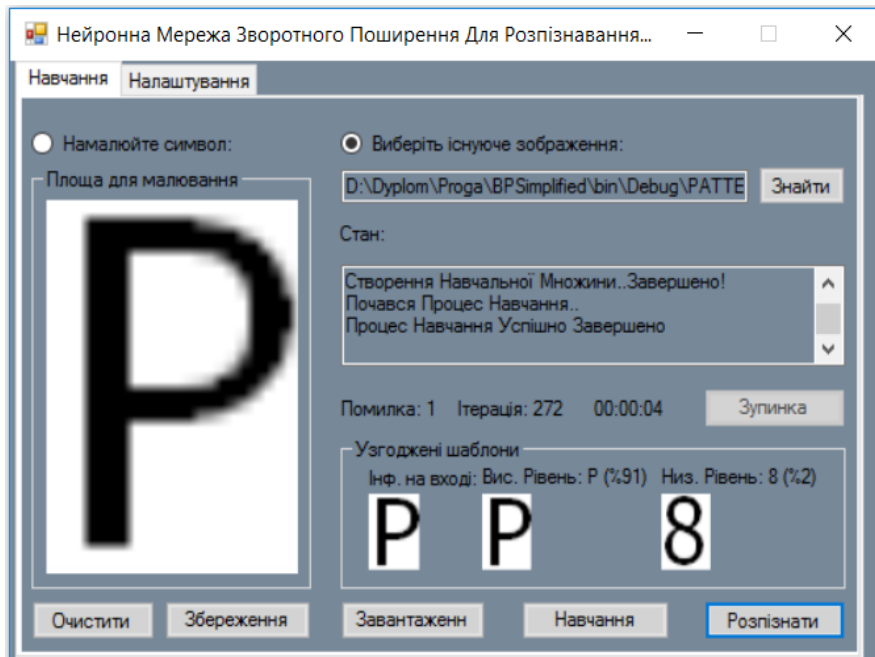 Нейронна Мережа Зворотного Поширення Для Розпізнавання...
Навчання Налаштування
Намалюйте символ: Виберіть існуюче зображення:
Площа для малювання
D:\Dyplom\Proga\BPSimplified\bin\Debug\PATTE Знайти
Стан:
Створення Навчальної Множини..Завершено!
Почався Процес Навчання..
Процес Навчання Успішно Завершено
Помилка: 1 Ітерація: 272 00:00:04 Зупинка
Узгоджені шаблони
Інф. на вході: Вис. Рівень: P (%91) Низ. Рівень: 8 (%2)
P
P P 8
Очистити Збереження Завантаженн Навчання Розпізнати